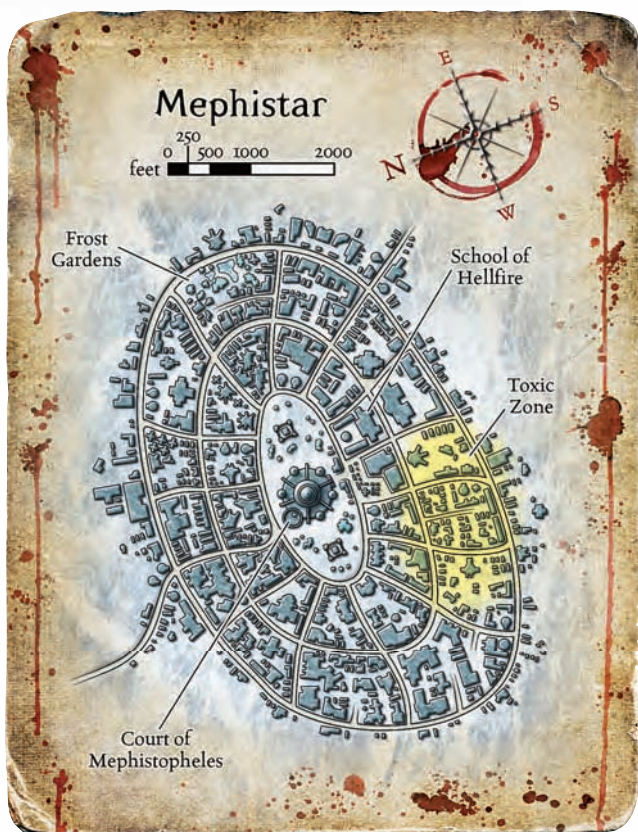 Mephistar
250
0 500 1000 2000
feet
E
S
N
W
Frost
Gardens
School of
Hellfire
Toxic
Zone
Court of
Mephistopheles